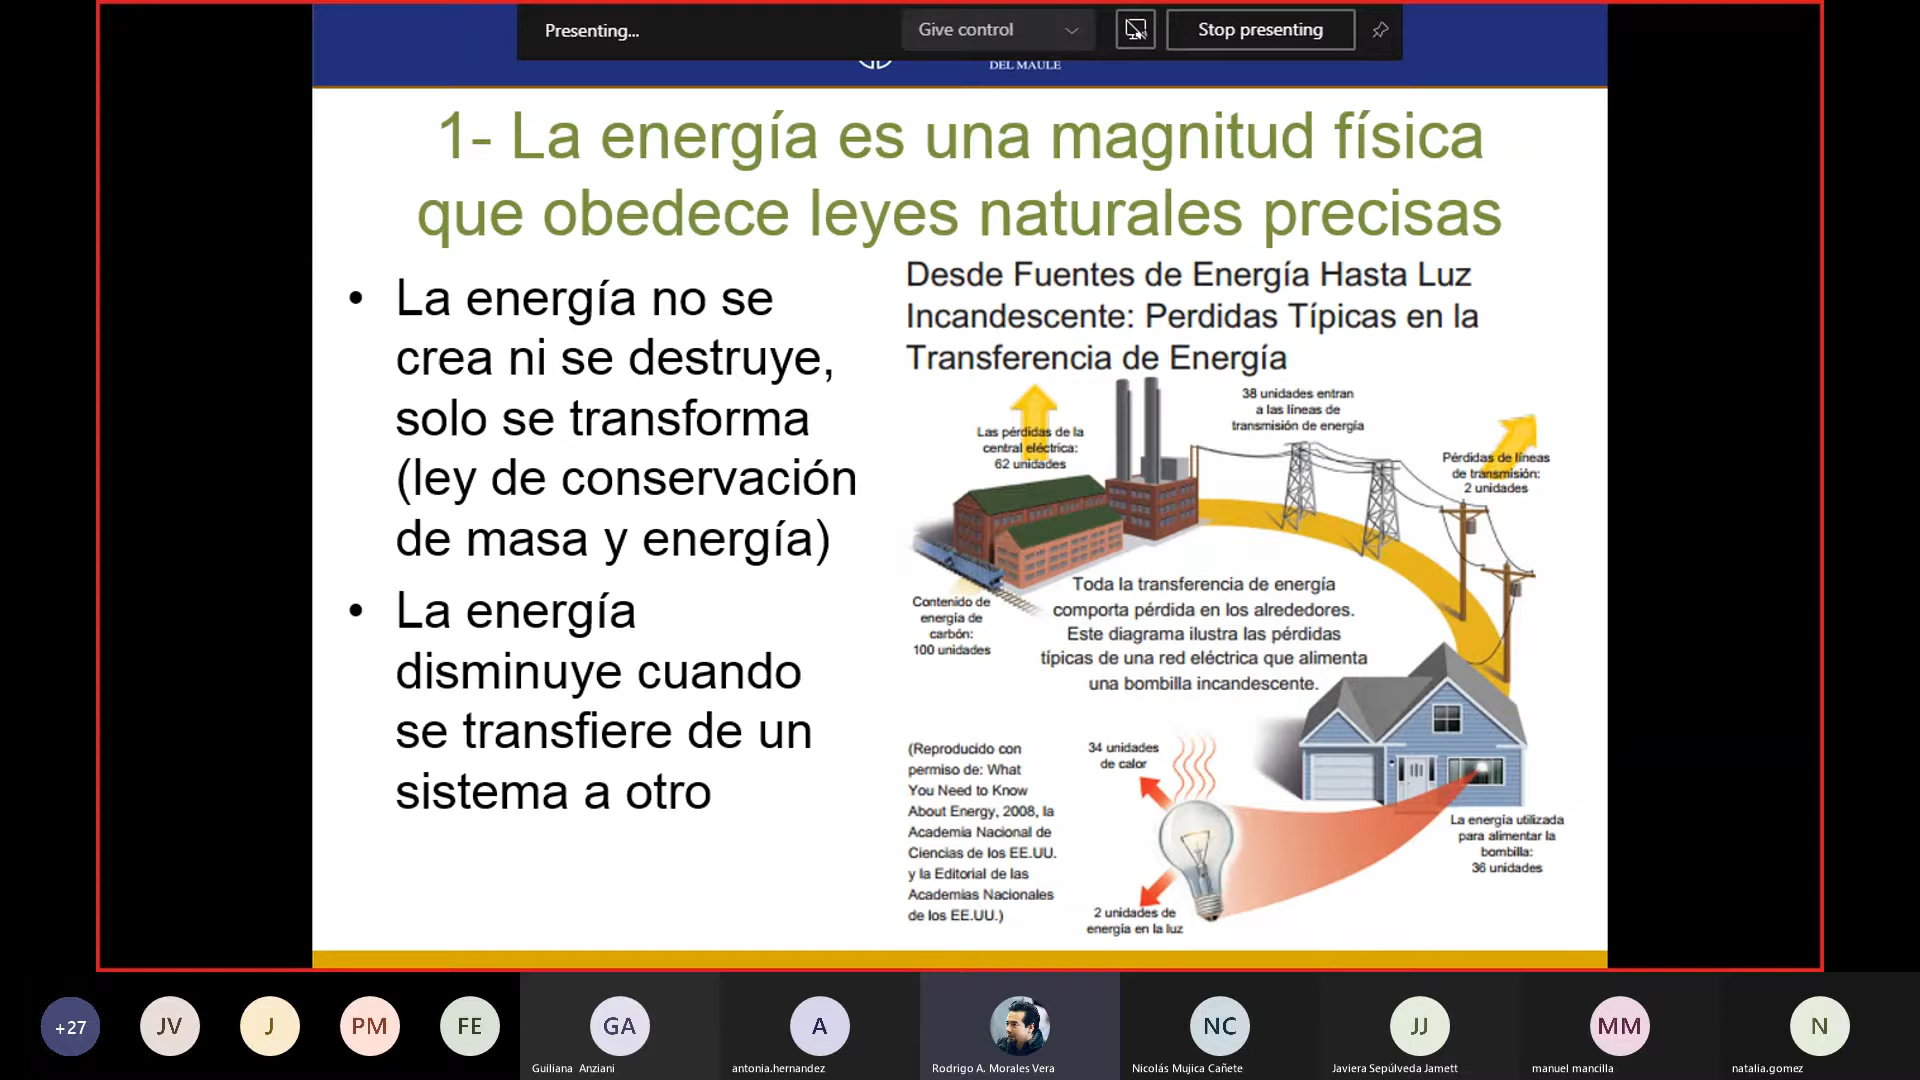 Presenting...
Give control
Stop presenting
DEL MAULE
1- La energía es una magnitud física
que obedece leyes naturales precisas
• La energía no se
crea ni se destruye,
solo se transforma
(ley de conservación
de masa y energía)
• La energía
disminuye cuando
se transfiere de un
sistema a otro
Desde Fuentes de Energía Hasta Luz
Incandescente: Perdidas Típicas en la
Transferencia de Energía
Las pérdidas de la
central eléctrica:
62 unidades
38 unidades entran
a las líneas de
transmisión de energía
Pérdidas de líneas
de transmisión:
2 unidades
Contenido de
energía de
carbón:
100 unidades
Toda la transferencia de energía
comporta pérdida en los alrededores.
Este diagrama ilustra las pérdidas
típicas de una red eléctrica que alimenta
una bombilla incandescente.
(Reproducido con
permiso de: What
You Need to Know
About Energy, 2008, la
Academia Nacional de
Ciencias de los EE.UU.
y la Editorial de las
Academias Nacionales
de los EE.UU.)
34 unidades
de calor
2 unidades de
energía en la luz
La energía utilizada
para alimentar la
bombilla:
36 unidades
+27
JV
J
PM
FE
GA
Guiliana Anziani
A
antonia.hernandez
Rodrigo A. Morales Vera
NC
Nicolás Mujica Cañete
JJ
Javiera Sepúlveda Jamett
MM
manuel mancilla
N
natalia.gomez